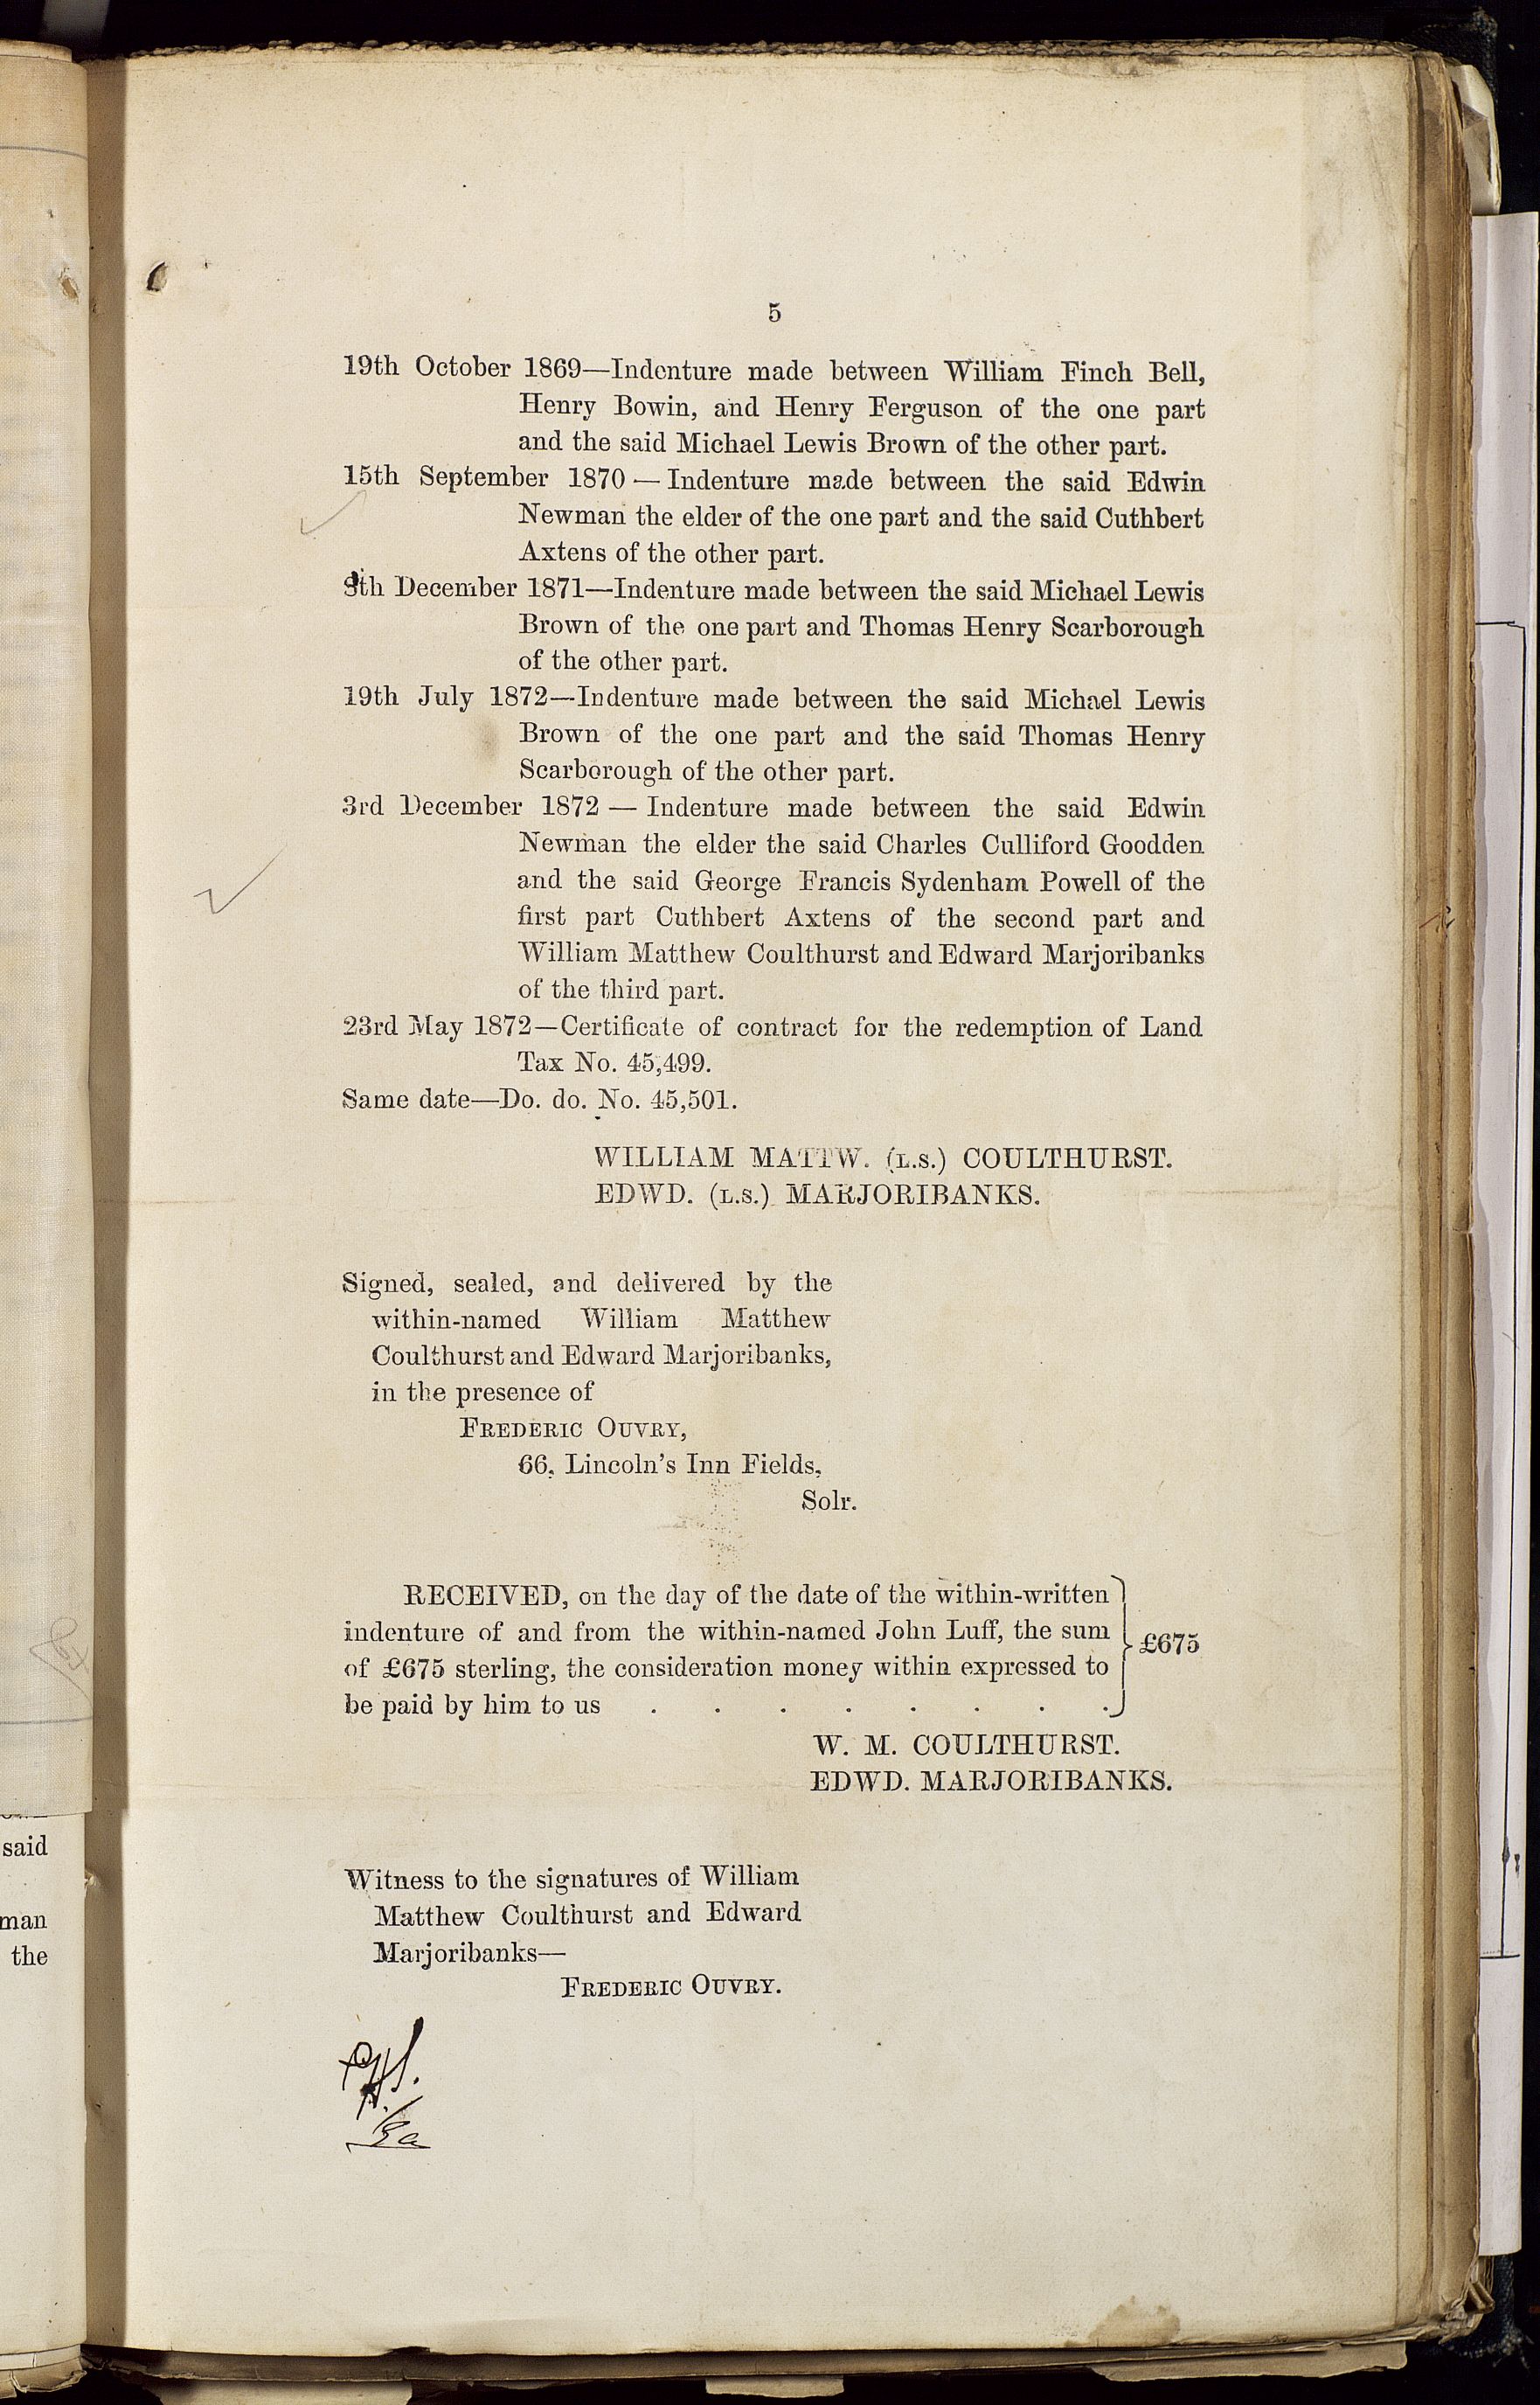 5
19th October 1869—Indenture made between William Finch Bell,
Henry Bowin, and Henry Ferguson of the one part
and the said Michael Lewis Brown of the other part.
15th September 1870 — Indenture made between the said Edwin
Newman the elder of the one part and the said Cuthbert
Axtens of the other part.
9th December 1871—Indenture made between the said Michael Lewis
Brown of the one part and Thomas Henry Scarborough
of the other part.
19th July 1872—Indenture made between the said Michael Lewis
Brown of the one part and the said Thomas Henry
Scarborough of the other part.
3rd December 1872 — Indenture made between the said Edwin
Newman the elder the said Charles Culliford Goodden
and the said George Francis Sydenham Powell of the
first part Cuthbert Axtens of the second part and
William Matthew Coulthurst and Edward Marjoribanks
of the third part.
23rd May 1872—Certificate of contract for the redemption of Land
Tax No. 45,499.
Same date—Do. do. No. 45,501.
WILLIAM MATTW. (L.S.) COULTHURST.
EDWD. (L.S.) MARJORIBANKS.
Signed, sealed, and delivered by the
within-named William Matthew
Coulthurst and Edward Marjoribanks,
in the presence of
FREDERIC OUVRY,
66, Lincoln's Inn Fields,
Solr.
RECEIVED, on the day of the date of the within-written
indenture of and from the within-named John Luff, the sum
of £675 sterling, the consideration money within expressed to
be paid by him to us . . . . . . . .
£675
W. M. COULTHURST.
EDWD. MARJORIBANKS.
Witness to the signatures of William
Matthew Coulthurst and Edward
Marjoribanks—
FREDERIC OUVRY.
said
man
the